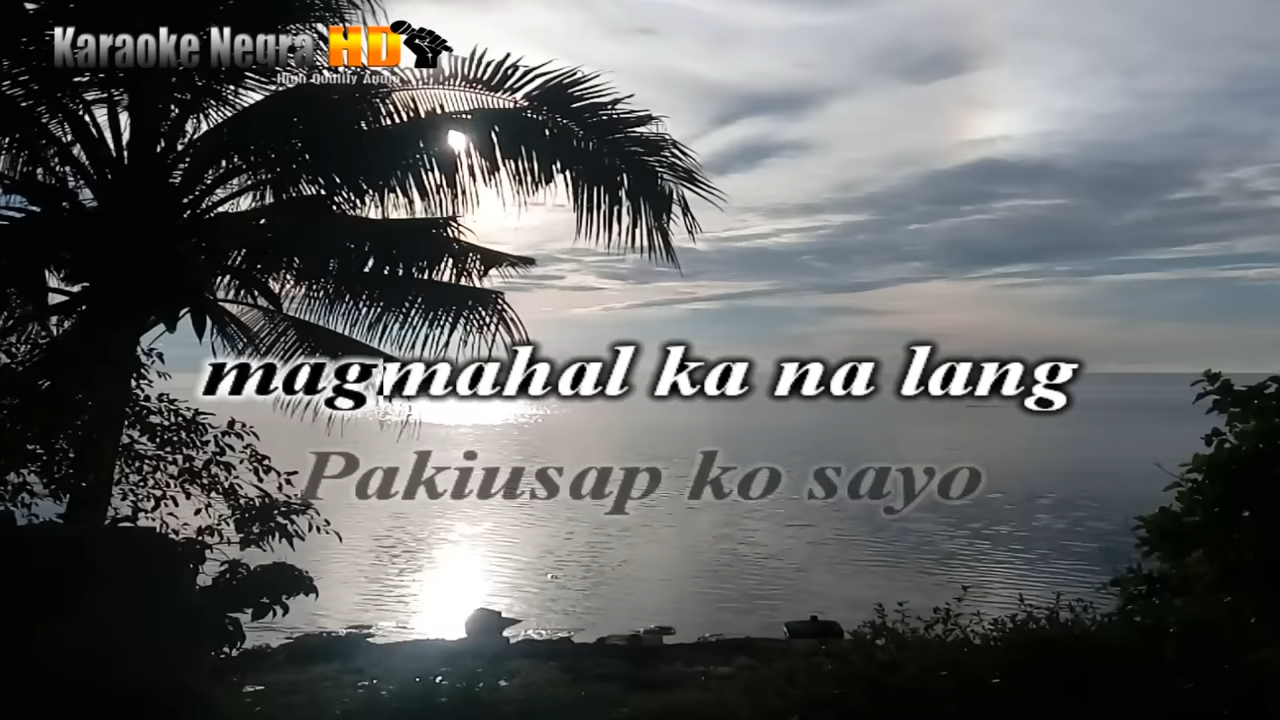 Karaoke Negra HD
High Quality Audio
magmahal ka na lang
Pakiusap ko sayo